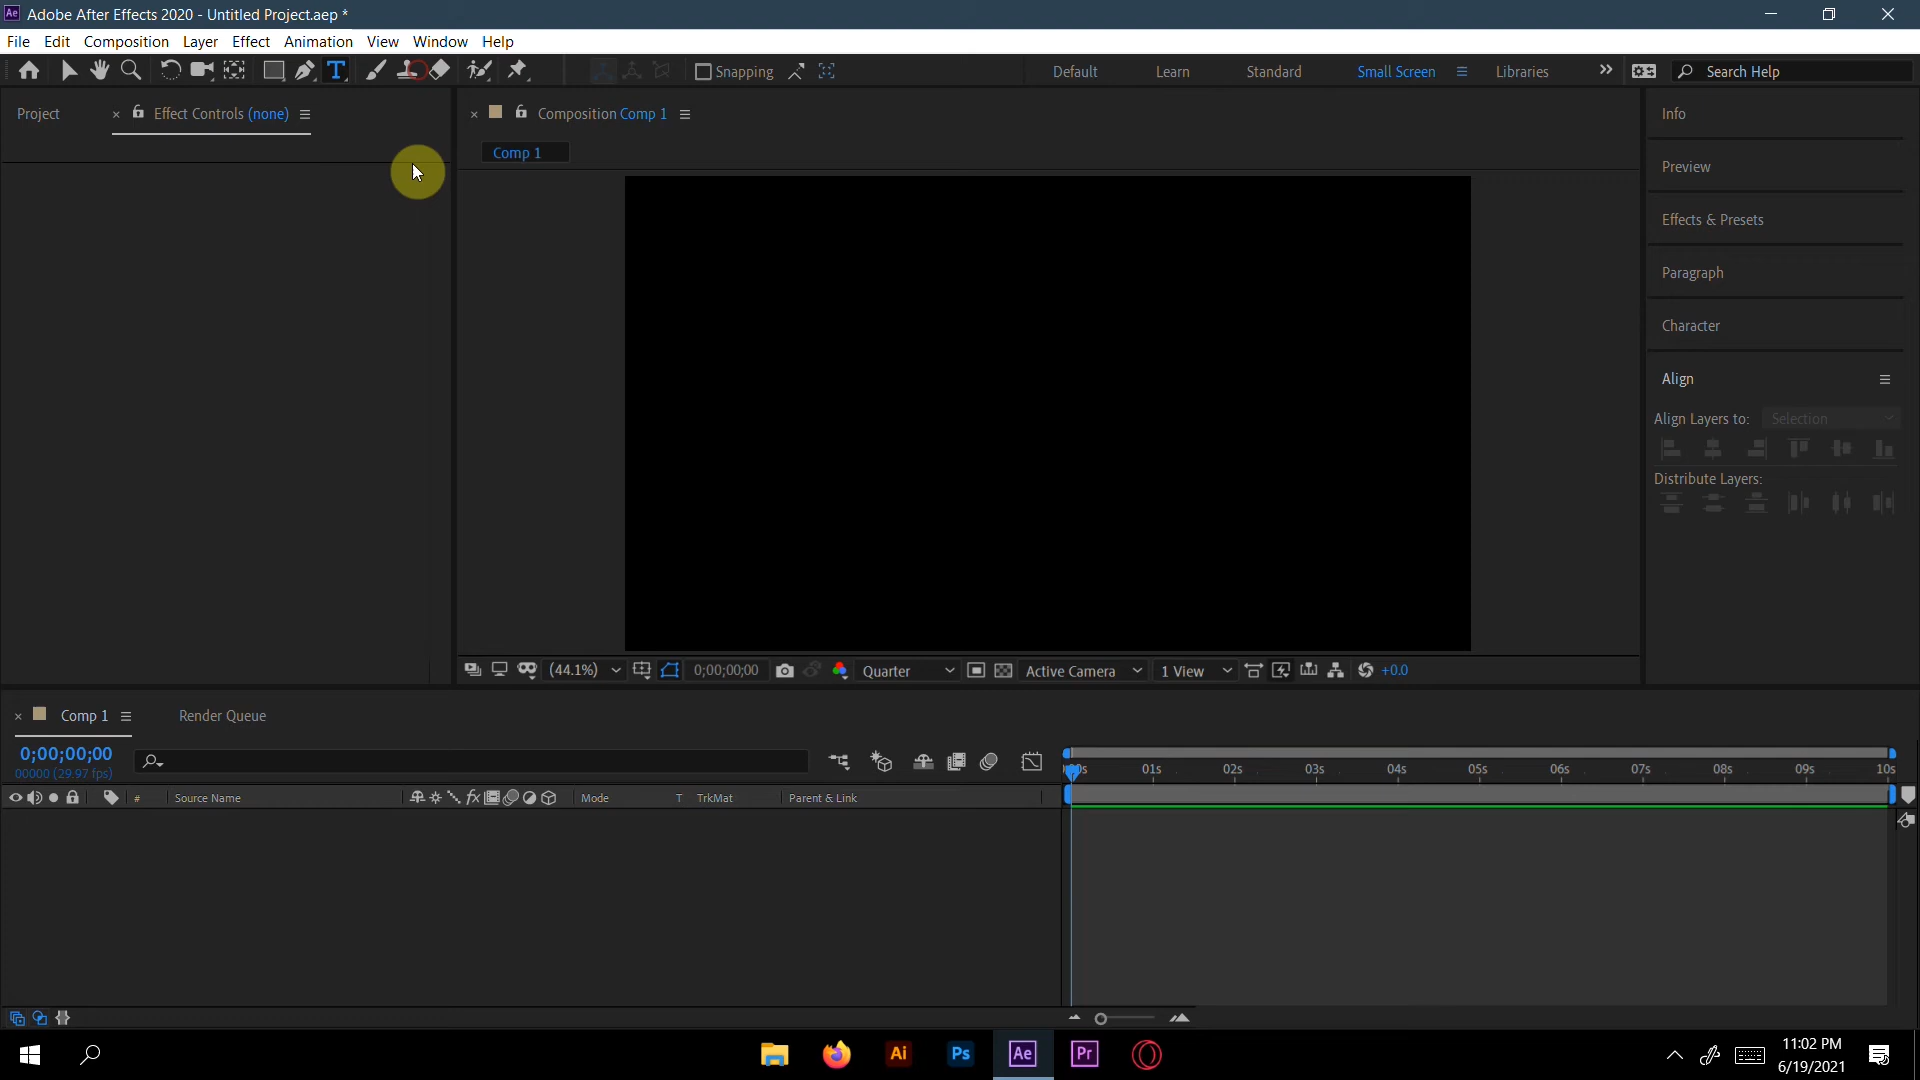 Ae Adobe After Effects 2020 - Untitled Project.aep *
File Edit Composition Layer Effect Animation View Window Help
T Snapping Default Learn Standard Small Screen Libraries Search Help
Project Effect Controls (none) Composition Comp 1 Info
Comp 1
Preview
Effects & Presets
Paragraph
Character
Align
Align Layers to: Selection
Distribute Layers:
(44.1%) 0;00;00;00 Quarter Active Camera 1 View +0.0
Comp 1 Render Queue
0;00;00;00
00000 (29.97 fps)
01s 02s 03s 04s 05s 06s 07s 08s 09s 10s
# Source Name fx Mode T TrkMat Parent & Link
Ai Ps Ae Pr
11:02 PM
6/19/2021